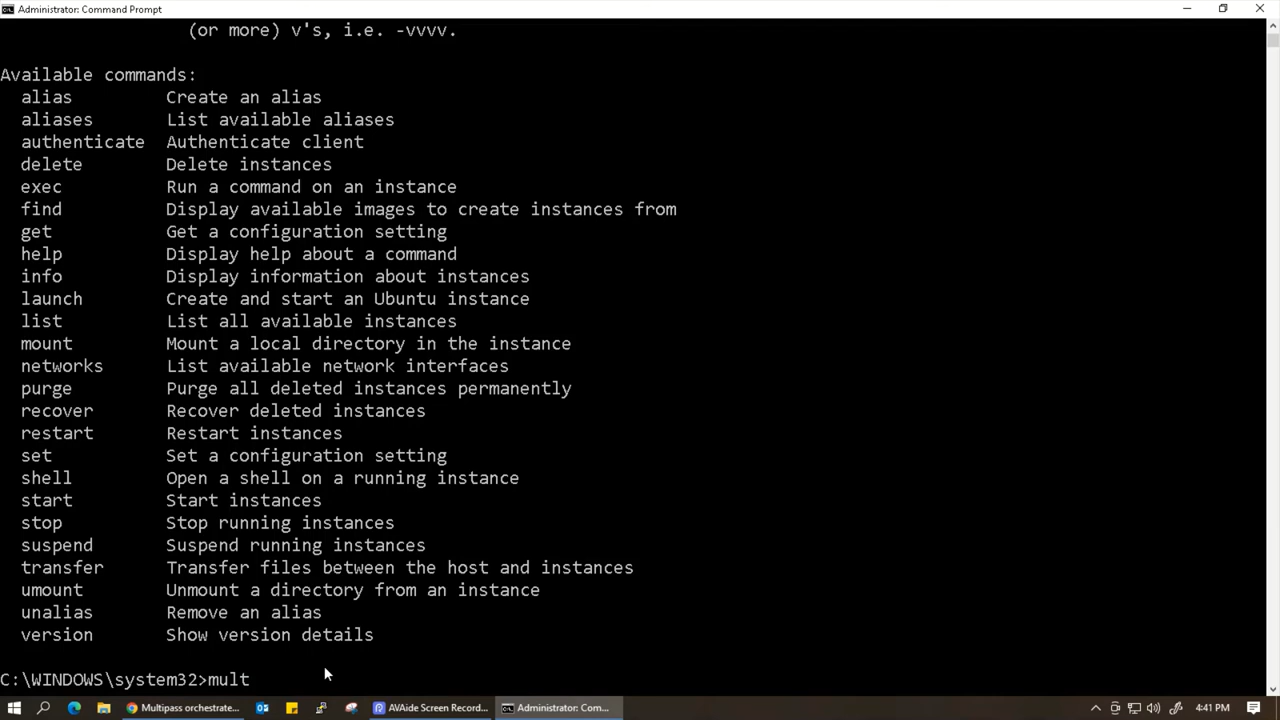 Administrator: Command Prompt
(or more) v's, i.e. -vvvv.
Available commands:
alias Create an alias
aliases List available aliases
authenticate Authenticate client
delete Delete instances
exec Run a command on an instance
find Display available images to create instances from
get Get a configuration setting
help Display help about a command
info Display information about instances
launch Create and start an Ubuntu instance
list List all available instances
mount Mount a local directory in the instance
networks List available network interfaces
purge Purge all deleted instances permanently
recover Recover deleted instances
restart Restart instances
set Set a configuration setting
shell Open a shell on a running instance
start Start instances
stop Stop running instances
suspend Suspend running instances
transfer Transfer files between the host and instances
umount Unmount a directory from an instance
unalias Remove an alias
version Show version details
C:\WINDOWS\system32>mult
Multipass orchestrate... AVAide Screen Record... Administrator: Com... 4:41 PM